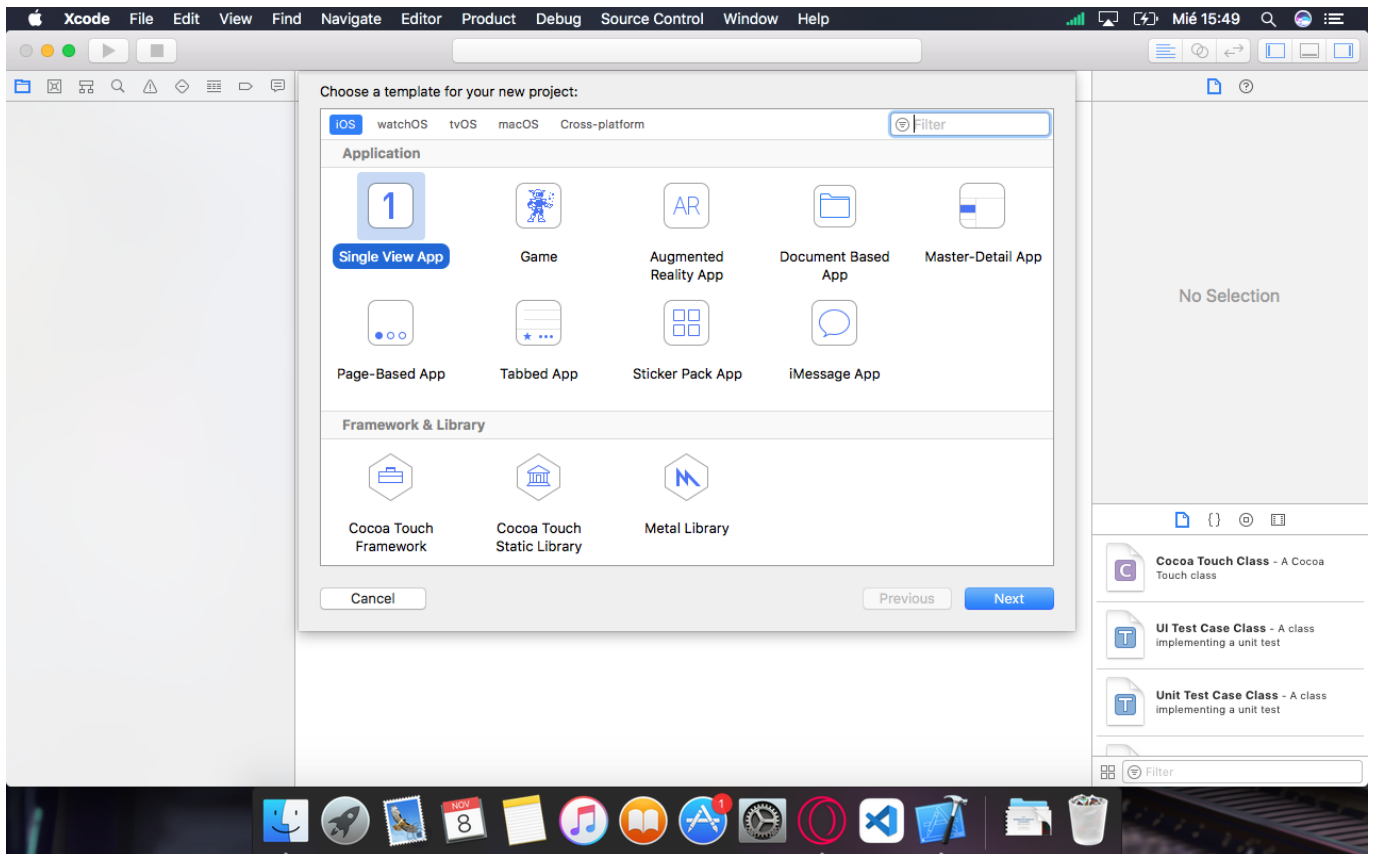 Xcode File Edit View Find Navigate Editor Product Debug Source Control Window Help Mié 15:49
Choose a template for your new project:
iOS watchOS tvOS macOS Cross-platform Filter
Application
1 AR
Single View App Game Augmented Reality App Document Based App Master-Detail App
Page-Based App Tabbed App Sticker Pack App iMessage App
Framework & Library
Cocoa Touch Framework Cocoa Touch Static Library Metal Library
Cancel Previous Next
No Selection
{}
C
Cocoa Touch Class - A Cocoa
Touch class
T
UI Test Case Class - A class
implementing a unit test
T
Unit Test Case Class - A class
implementing a unit test
Filter
NOV
8
1